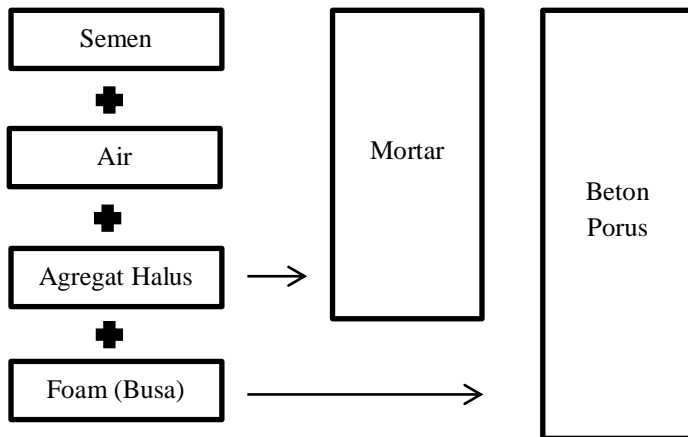 Semen
Air
Agregat Halus
Foam (Busa)
Mortar
Beton
Porus